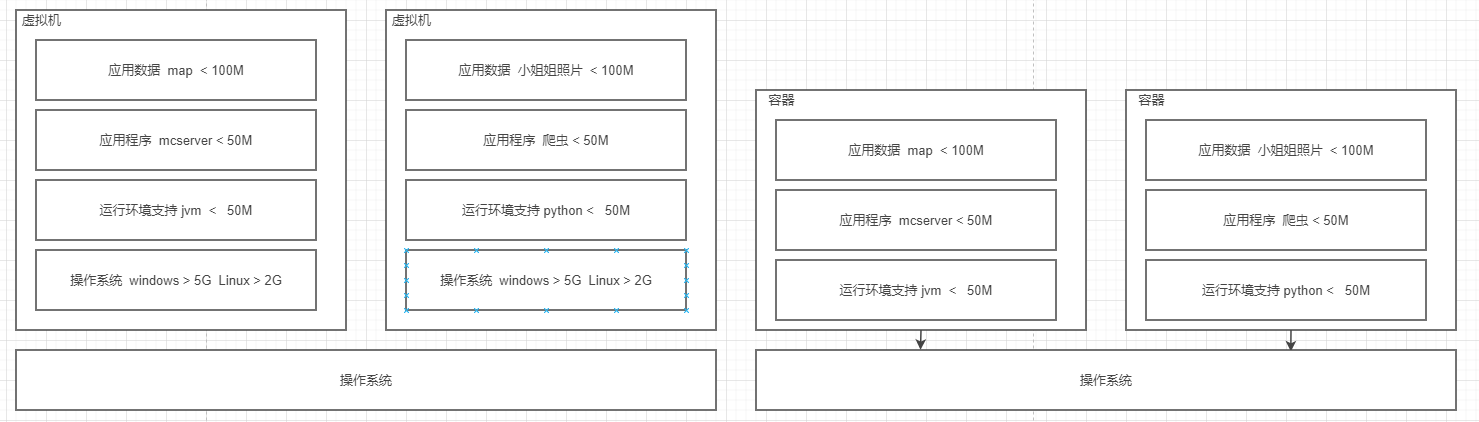 虚拟机
应用数据 map < 100M
应用程序 mcserver < 50M
运行环境支持 jvm < 50M
操作系统 windows > 5G Linux > 2G
虚拟机
应用数据 小姐姐照片 < 100M
应用程序 爬虫 < 50M
运行环境支持 python < 50M
操作系统 windows > 5G Linux > 2G
操作系统
容器
应用数据 map < 100M
应用程序 mcserver < 50M
运行环境支持 jvm < 50M
容器
应用数据 小姐姐照片 < 100M
应用程序 爬虫 < 50M
运行环境支持 python < 50M
操作系统